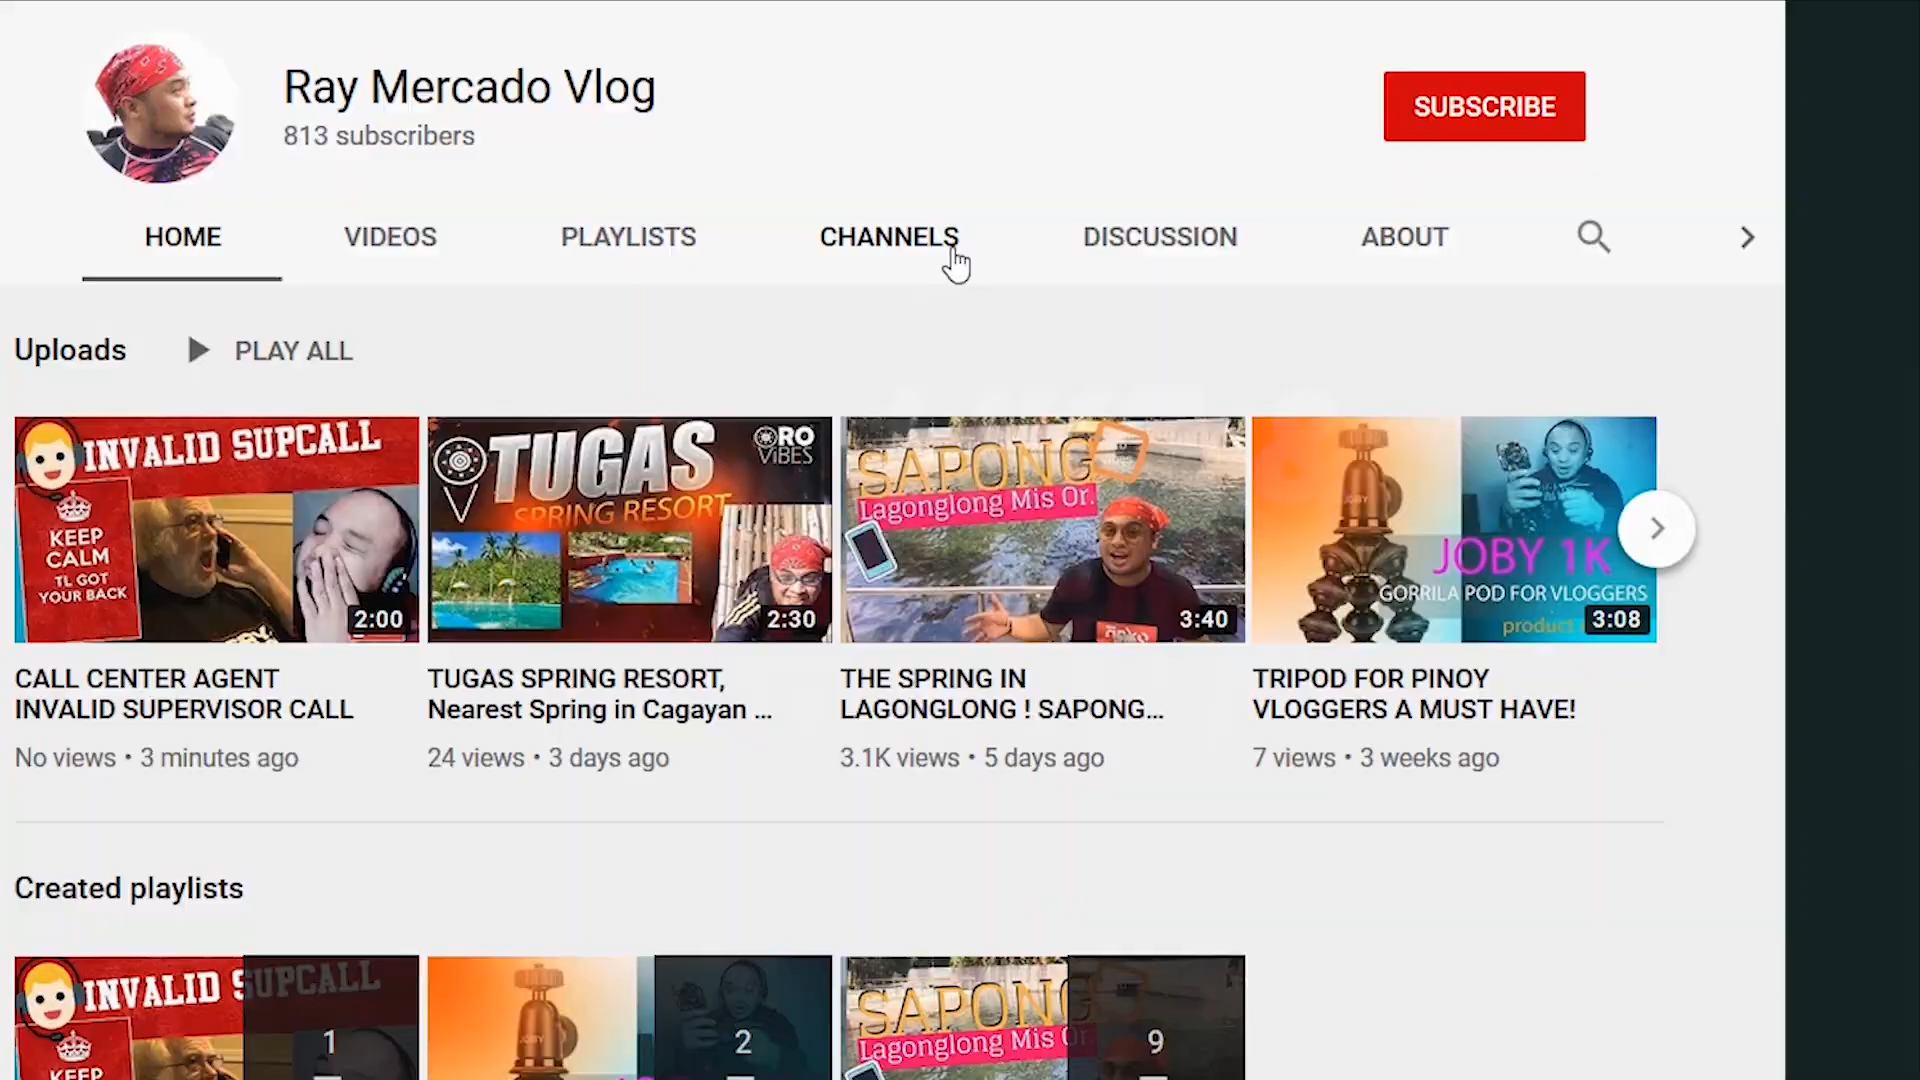 Ray Mercado Vlog
813 subscribers
SUBSCRIBE
HOME VIDEOS PLAYLISTS CHANNELS DISCUSSION ABOUT
Uploads PLAY ALL
INVALID SUPCALL
KEEP
CALM
TL GOT
YOUR BACK
2:00
TUGAS
SPRING RESORT
ORO
ViBES
2:30
SAPONG
Lagonglong Mis Or.
3:40
JOBY 1K
GORRILA POD FOR VLOGGERS
product
3:08
CALL CENTER AGENT
INVALID SUPERVISOR CALL
No views • 3 minutes ago
TUGAS SPRING RESORT,
Nearest Spring in Cagayan ...
24 views • 3 days ago
THE SPRING IN
LAGONGLONG ! SAPONG...
3.1K views • 5 days ago
TRIPOD FOR PINOY
VLOGGERS A MUST HAVE!
7 views • 3 weeks ago
Created playlists
INVALID SUPCALL
KEEP
1
2
SAPONG
Lagonglong Mis Or
9